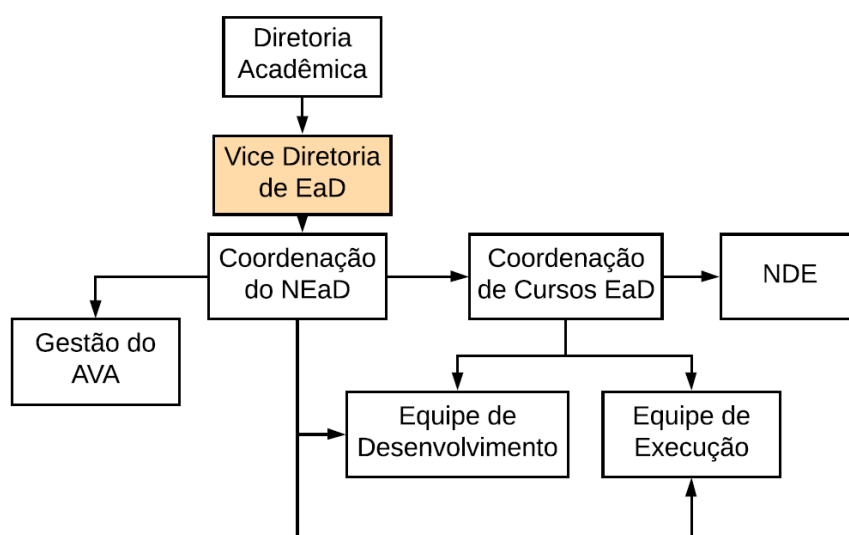 Diretoria
Acadêmica
Vice Diretoria
de EaD
Coordenação
do NEaD
Coordenação
de Cursos EaD
NDE
Gestão do
AVA
Equipe de
Desenvolvimento
Equipe de
Execução